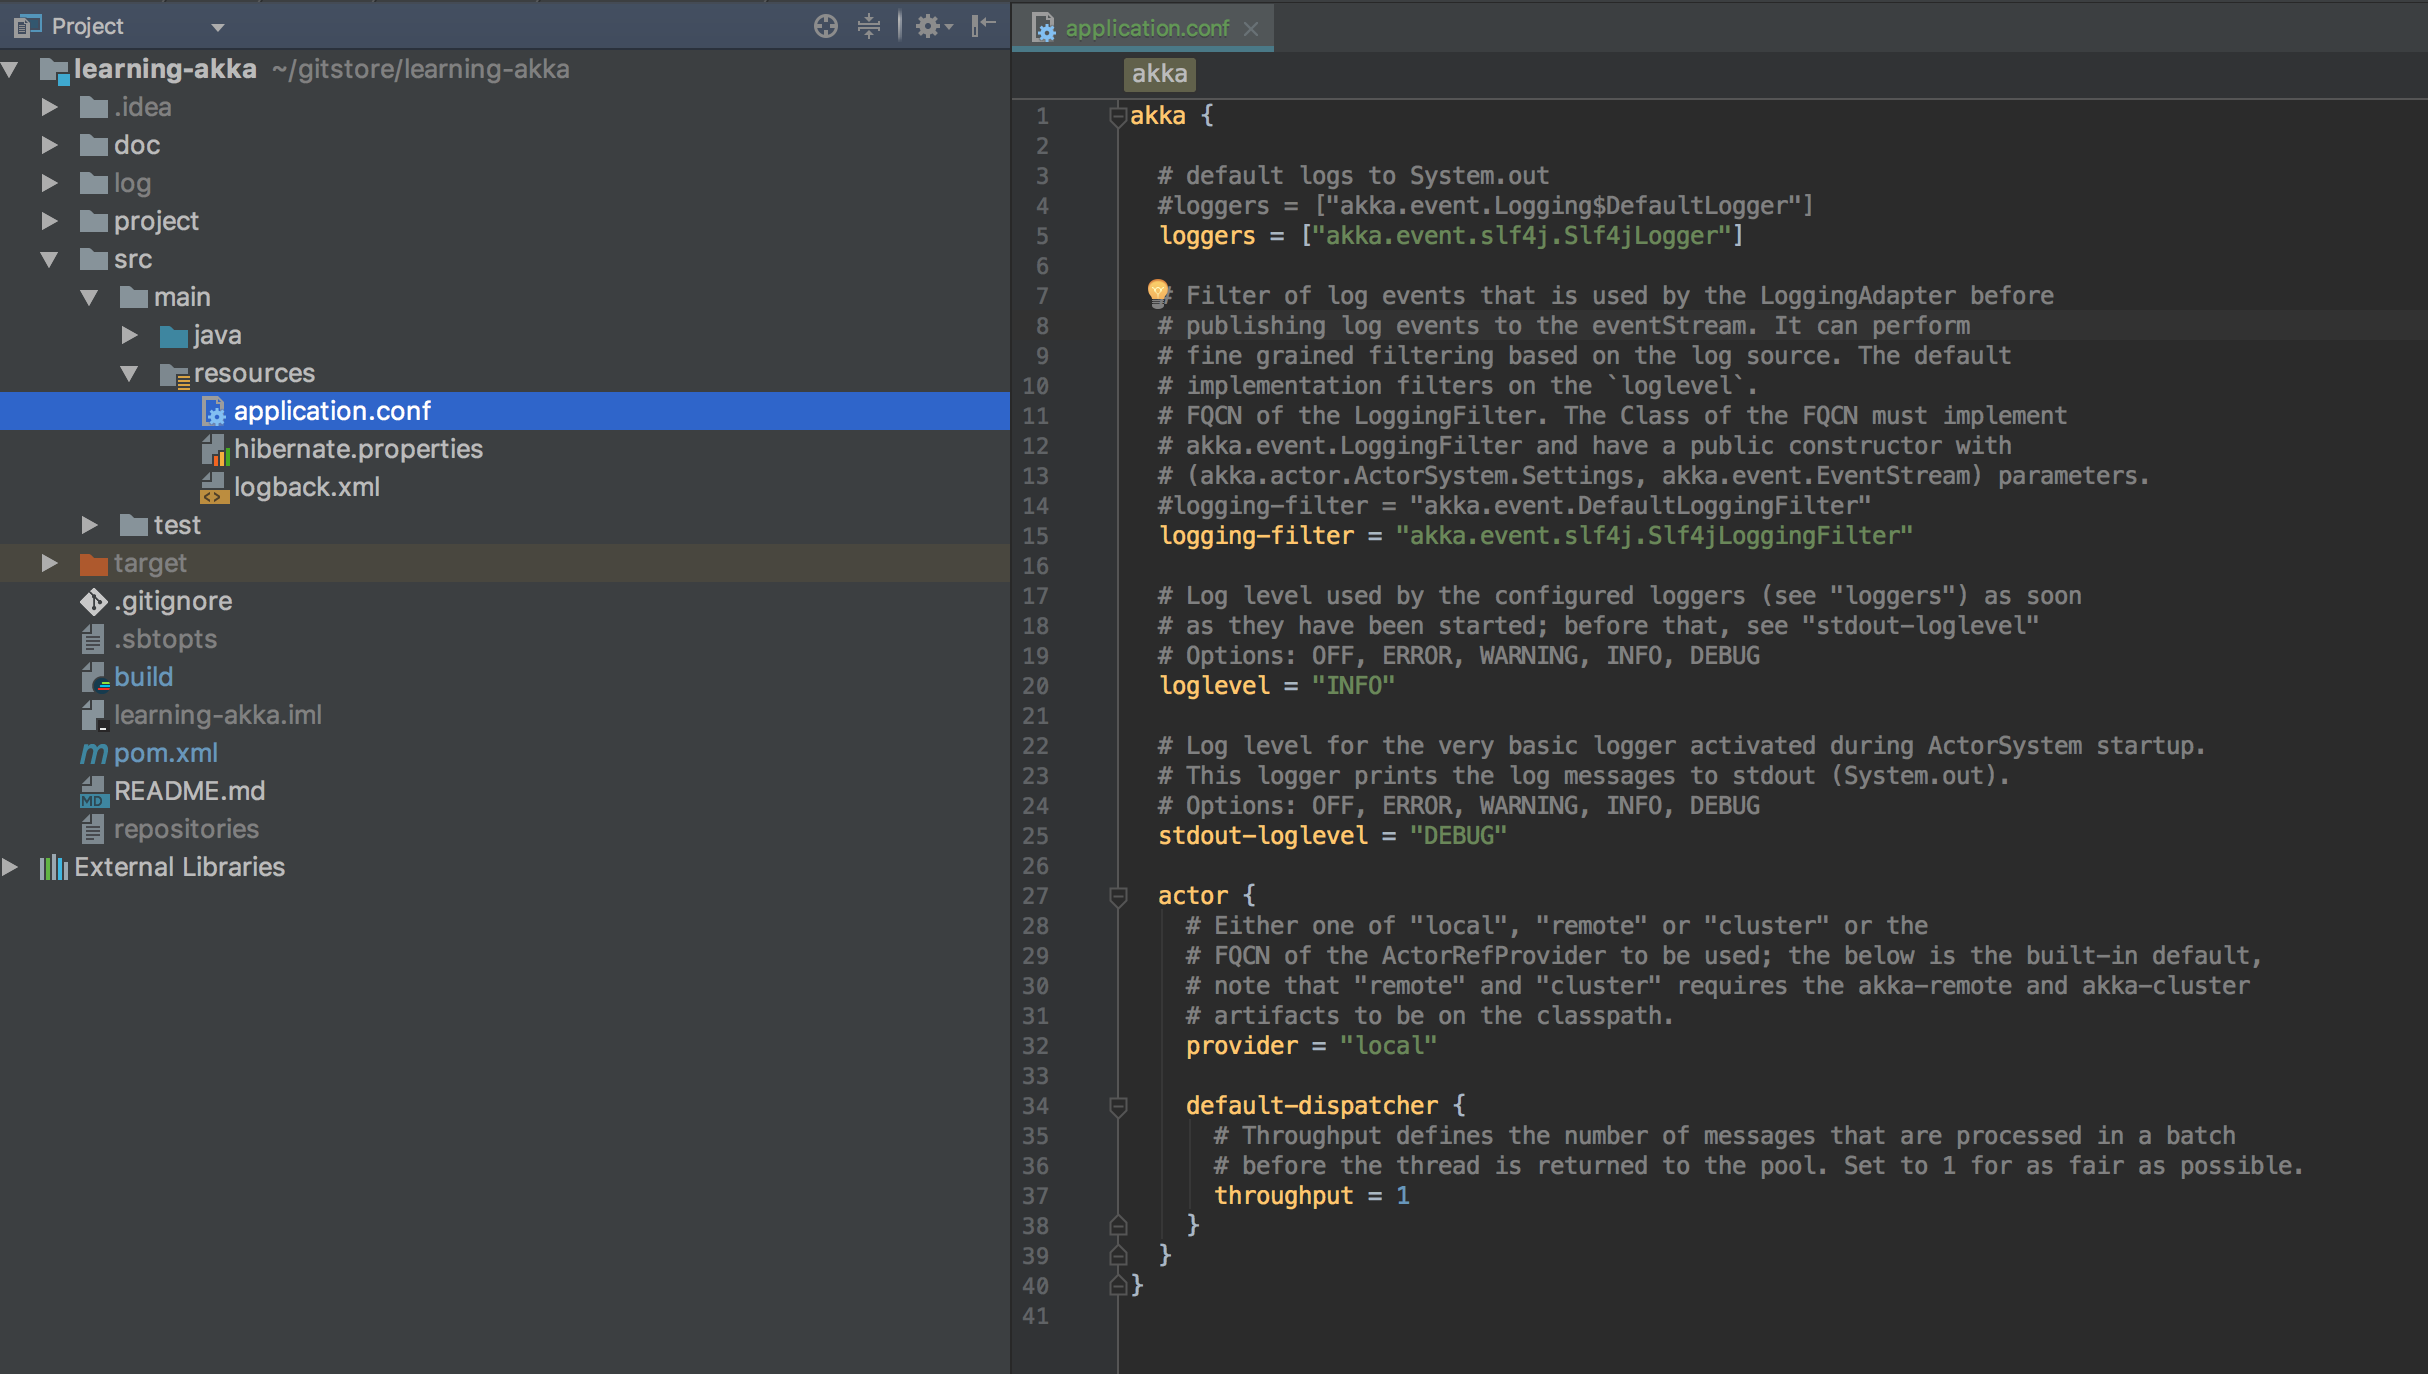 Project
learning-akka ~/gitstore/learning-akka
.idea
doc
log
project
src
main
java
resources
application.conf
hibernate.properties
logback.xml
test
target
.gitignore
.sbtopts
build
learning-akka.iml
pom.xml
README.md
repositories
External Libraries
application.conf
akka
1 akka {
2
3 # default logs to System.out
4 #loggers = ["akka.event.Logging$DefaultLogger"]
5 loggers = ["akka.event.slf4j.Slf4jLogger"]
6
7 # Filter of log events that is used by the LoggingAdapter before
8 # publishing log events to the eventStream. It can perform
9 # fine grained filtering based on the log source. The default
10 # implementation filters on the `loglevel`.
11 # FQCN of the LoggingFilter. The Class of the FQCN must implement
12 # akka.event.LoggingFilter and have a public constructor with
13 # (akka.actor.ActorSystem.Settings, akka.event.EventStream) parameters.
14 #logging-filter = "akka.event.DefaultLoggingFilter"
15 logging-filter = "akka.event.slf4j.Slf4jLoggingFilter"
16
17 # Log level used by the configured loggers (see "loggers") as soon
18 # as they have been started; before that, see "stdout-loglevel"
19 # Options: OFF, ERROR, WARNING, INFO, DEBUG
20 loglevel = "INFO"
21
22 # Log level for the very basic logger activated during ActorSystem startup.
23 # This logger prints the log messages to stdout (System.out).
24 # Options: OFF, ERROR, WARNING, INFO, DEBUG
25 stdout-loglevel = "DEBUG"
26
27 actor {
28 # Either one of "local", "remote" or "cluster" or the
29 # FQCN of the ActorRefProvider to be used; the below is the built-in default,
30 # note that "remote" and "cluster" requires the akka-remote and akka-cluster
31 # artifacts to be on the classpath.
32 provider = "local"
33
34 default-dispatcher {
35 # Throughput defines the number of messages that are processed in a batch
36 # before the thread is returned to the pool. Set to 1 for as fair as possible.
37 throughput = 1
38 }
39 }
40 }
41